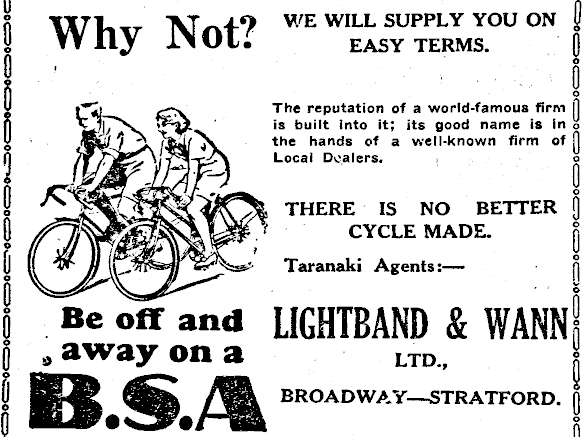 Why Not?
Be off and
away on a
B.S.A
WE WILL SUPPLY YOU ON
EASY TERMS.
The reputation of a world-famous firm
is built into it; its good name is in
the hands of a well-known firm of
Local Dealers.
THERE IS NO BETTER
CYCLE MADE.
Taranaki Agents:—
LIGHTBAND & WANN
LTD.,
BROADWAY—STRATFORD.